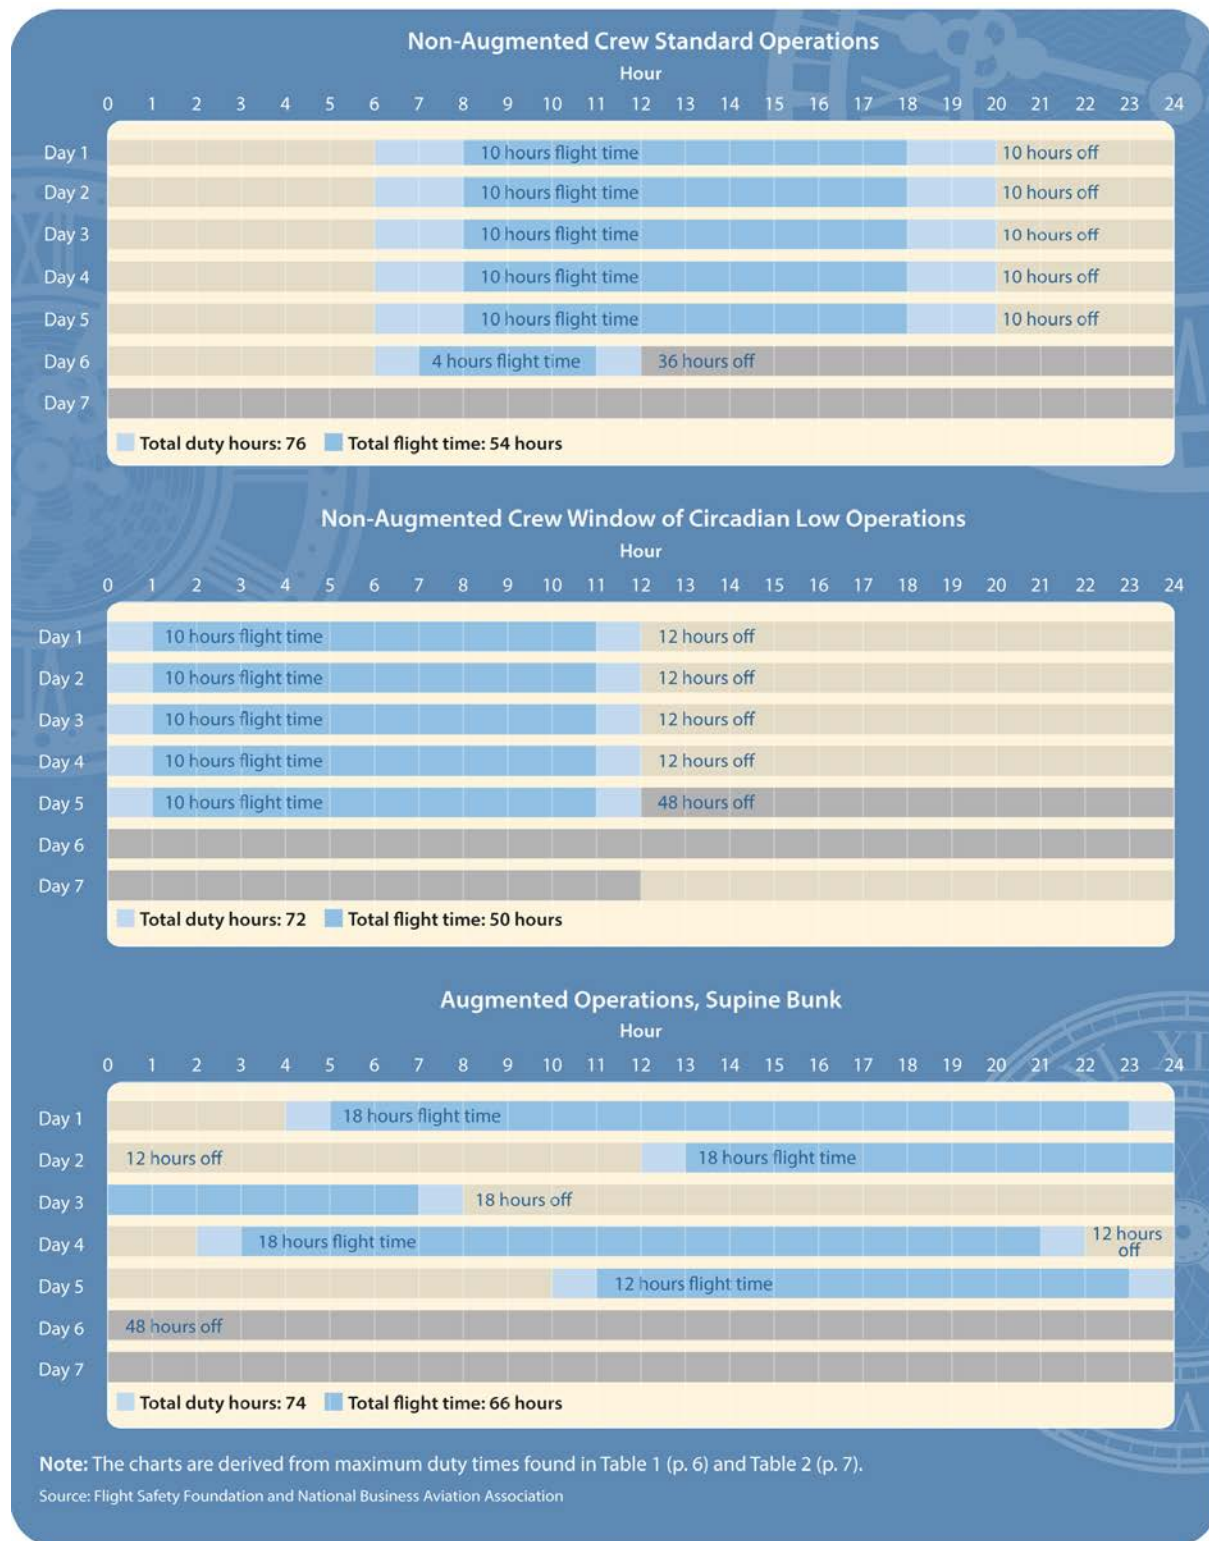 Non-Augmented Crew Standard Operations
Hour
0 1 2 3 4 5 6 7 8 9 10 11 12 13 14 15 16 17 18 19 20 21 22 23 24
Day 1 10 hours flight time 10 hours off
Day 2 10 hours flight time 10 hours off
Day 3 10 hours flight time 10 hours off
Day 4 10 hours flight time 10 hours off
Day 5 10 hours flight time 10 hours off
Day 6 4 hours flight time 36 hours off
Day 7
Total duty hours: 76 Total flight time: 54 hours
Non-Augmented Crew Window of Circadian Low Operations
Hour
0 1 2 3 4 5 6 7 8 9 10 11 12 13 14 15 16 17 18 19 20 21 22 23 24
Day 1 10 hours flight time 12 hours off
Day 2 10 hours flight time 12 hours off
Day 3 10 hours flight time 12 hours off
Day 4 10 hours flight time 12 hours off
Day 5 10 hours flight time 48 hours off
Day 6
Day 7
Total duty hours: 72 Total flight time: 50 hours
Augmented Operations, Supine Bunk
Hour
0 1 2 3 4 5 6 7 8 9 10 11 12 13 14 15 16 17 18 19 20 21 22 23 24
Day 1 18 hours flight time
Day 2 12 hours off 18 hours flight time
Day 3 18 hours off
Day 4 18 hours flight time 12 hours off
Day 5 12 hours flight time
Day 6 48 hours off
Day 7
Total duty hours: 74 Total flight time: 66 hours
Note: The charts are derived from maximum duty times found in Table 1 (p. 6) and Table 2 (p. 7).
Source: Flight Safety Foundation and National Business Aviation Association